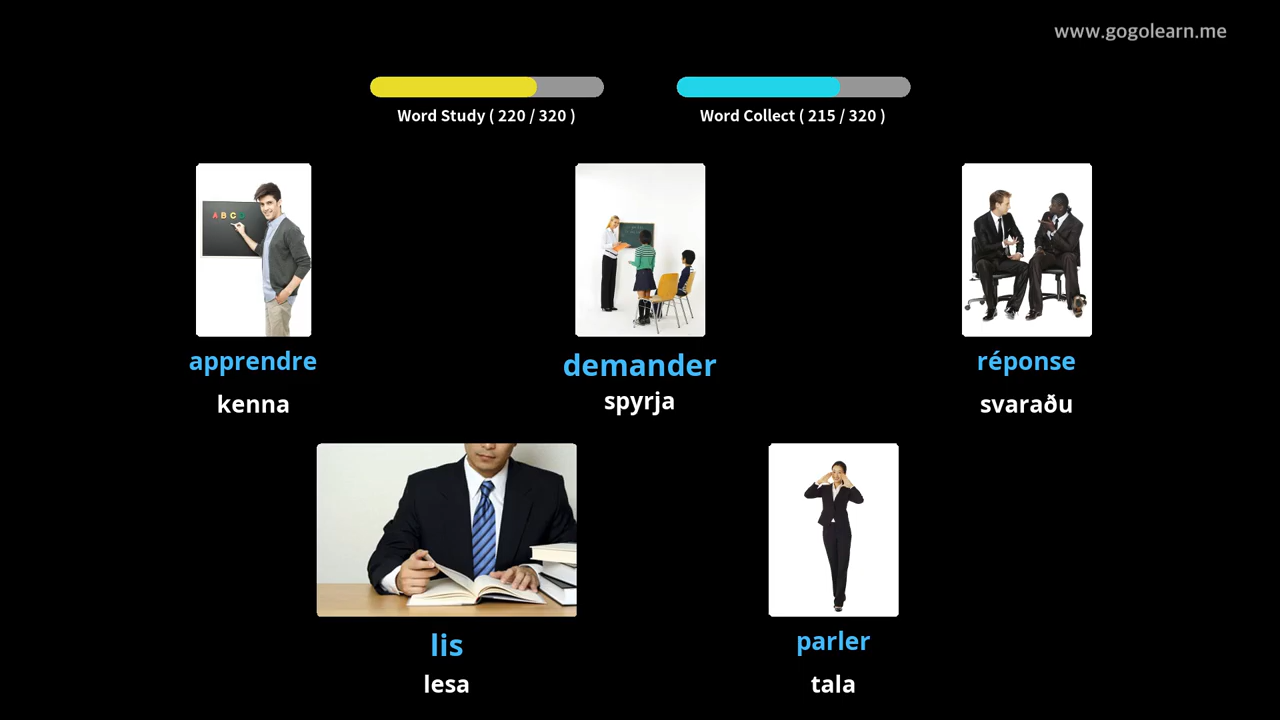 www.gogolearn.me
Word Study ( 220 / 320 )
Word Collect ( 215 / 320 )
A B C D
apprendre
demander
réponse
kenna
spyrja
svaraðu
lis
parler
lesa
tala